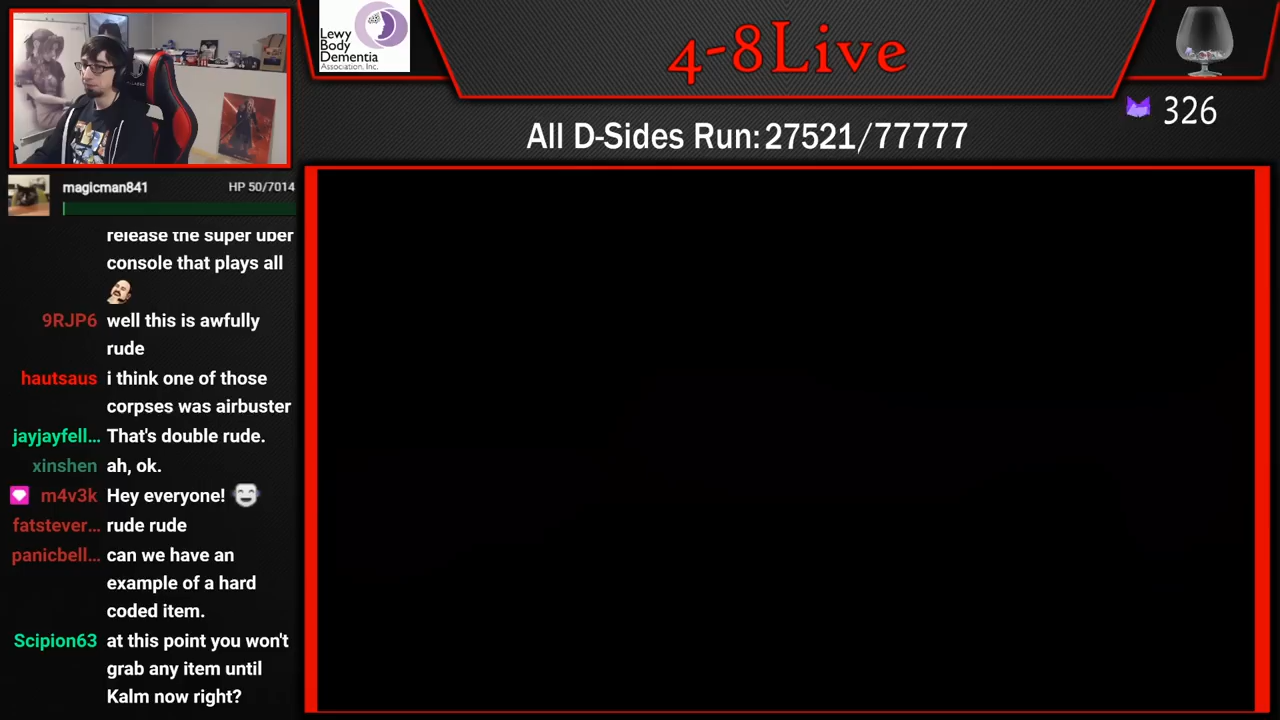 Lewy
Body
Dementia
Association, Inc.
4-8Live
326
All D-Sides Run:27521/77777
magicman841 HP 50/7014
release the super uber
console that plays all
9RJP6 well this is awfully
rude
hautsaus i think one of those
corpses was airbuster
jayjayfell... That's double rude.
xinshen ah, ok.
m4v3k Hey everyone!
fatstever... rude rude
panicbell... can we have an
example of a hard
coded item.
Scipion63 at this point you won't
grab any item until
Kalm now right?